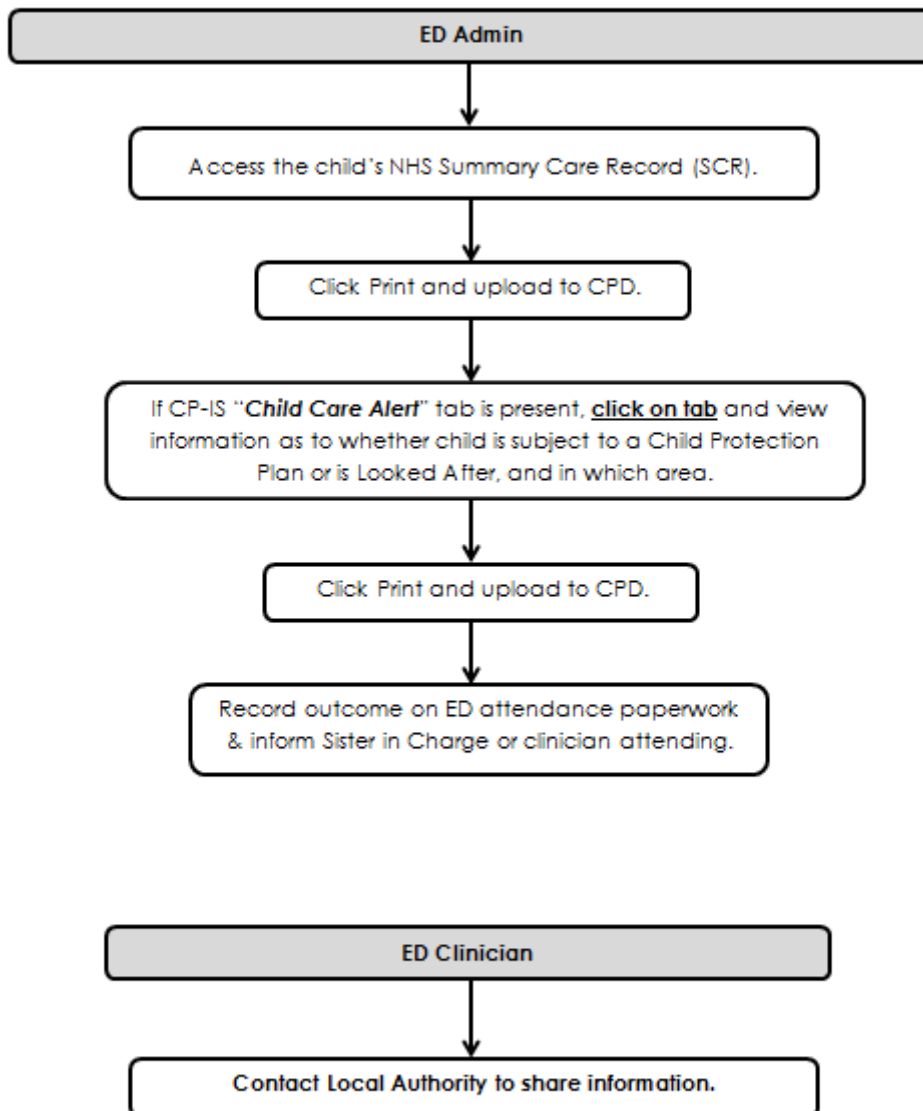 ED Admin
Access the child's NHS Summary Care Record (SCR).
Click Print and upload to CPD.
If CP-IS "Child Care Alert" tab is present, click on tab and view
information as to whether child is subject to a Child Protection
Plan or is Looked After, and in which area.
Click Print and upload to CPD.
Record outcome on ED attendance paperwork
& inform Sister in Charge or clinician attending.
ED Clinician
Contact Local Authority to share information.